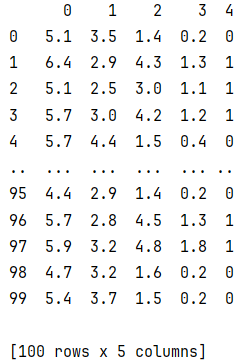 0    1    2    3  4
0   5.1  3.5  1.4  0.2  0
1   6.4  2.9  4.3  1.3  1
2   5.1  2.5  3.0  1.1  1
3   5.7  3.0  4.2  1.2  1
4   5.7  4.4  1.5  0.4  0
..  ...  ...  ...  ... ..
95  4.4  2.9  1.4  0.2  0
96  5.7  2.8  4.5  1.3  1
97  5.9  3.2  4.8  1.8  1
98  4.7  3.2  1.6  0.2  0
99  5.4  3.7  1.5  0.2  0
[100 rows x 5 columns]